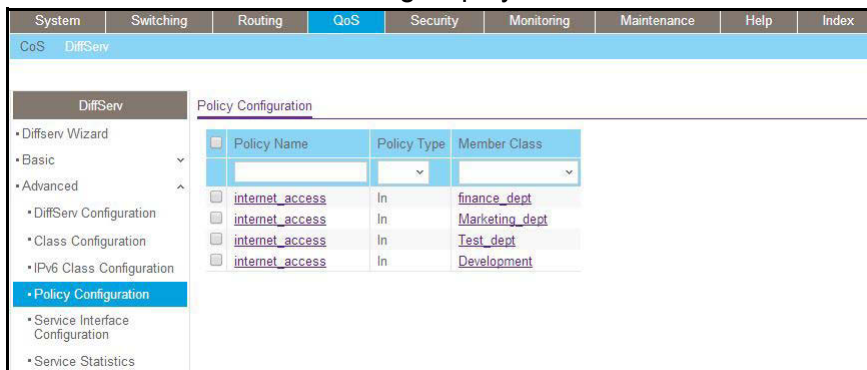 System Switching Routing QoS Security Monitoring Maintenance Help Index
CoS DiffServ
DiffServ
Policy Configuration
Diffserv Wizard
Basic
Advanced
DiffServ Configuration
Class Configuration
IPv6 Class Configuration
Policy Configuration
Service Interface
Configuration
Service Statistics
Policy Name Policy Type Member Class
internet_access In finance_dept
internet_access In Marketing_dept
internet_access In Test_dept
internet_access In Development